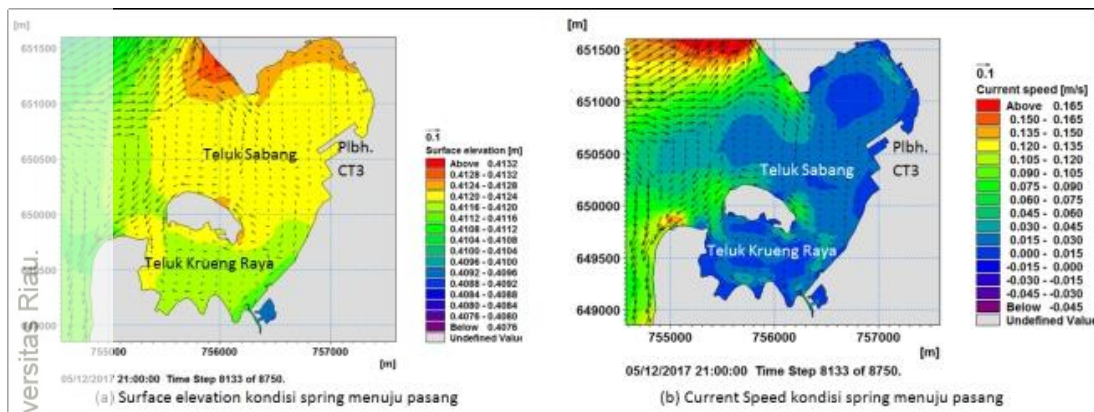 [m]
651500
651000
650500
650000
Teluk Sabang
Plbh.
CT3
Teluk Krueng Raya
755000 756000 757000
[m]
0.1
Surface elevation [m]
Above 0.4132
0.4128 - 0.4132
0.4124 - 0.4128
0.4120 - 0.4124
0.4116 - 0.4120
0.4112 - 0.4116
0.4108 - 0.4112
0.4104 - 0.4108
0.4100 - 0.4104
0.4096 - 0.4100
0.4092 - 0.4096
0.4088 - 0.4092
0.4084 - 0.4088
0.4080 - 0.4084
0.4076 - 0.4080
Below 0.4076
Undefined Value
05/12/2017 21:00:00 Time Step 8133 of 8750.
(a) Surface elevation kondisi spring menuju pasang
versitas Riau.
[m]
651500
651000
650500
650000
649500
649000
Plbh.
Teluk Sabang
CT3
Teluk Krueng Raya
755000 756000 757000
[m]
0.1
Current speed [m/s]
Above 0.165
0.150 - 0.165
0.135 - 0.150
0.120 - 0.135
0.105 - 0.120
0.090 - 0.105
0.075 - 0.090
0.060 - 0.075
0.045 - 0.060
0.030 - 0.045
0.015 - 0.030
0.000 - 0.015
-0.015 - 0.000
-0.030 - -0.015
-0.045 - -0.030
Below -0.045
Undefined Value
05/12/2017 21:00:00 Time Step 8133 of 8750.
(b) Current Speed kondisi spring menuju pasang